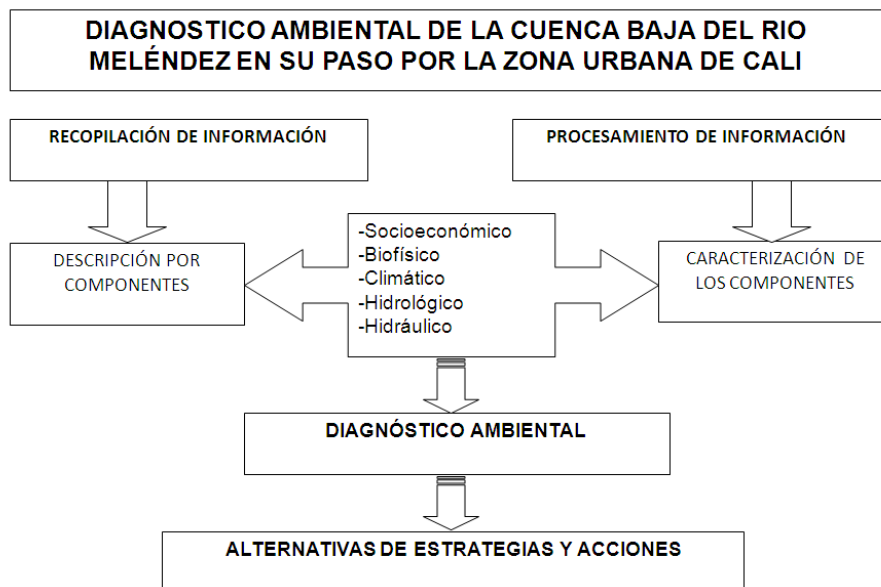 DIAGNOSTICO AMBIENTAL DE LA CUENCA BAJA DEL RIO
MELÉNDEZ EN SU PASO POR LA ZONA URBANA DE CALI
RECOPILACIÓN DE INFORMACIÓN
PROCESAMIENTO DE INFORMACIÓN
-Socioeconómico
-Biofísico
-Climático
-Hidrológico
-Hidráulico
DESCRIPCIÓN POR
COMPONENTES
CARACTERIZACIÓN DE
LOS COMPONENTES
DIAGNÓSTICO AMBIENTAL
ALTERNATIVAS DE ESTRATEGIAS Y ACCIONES